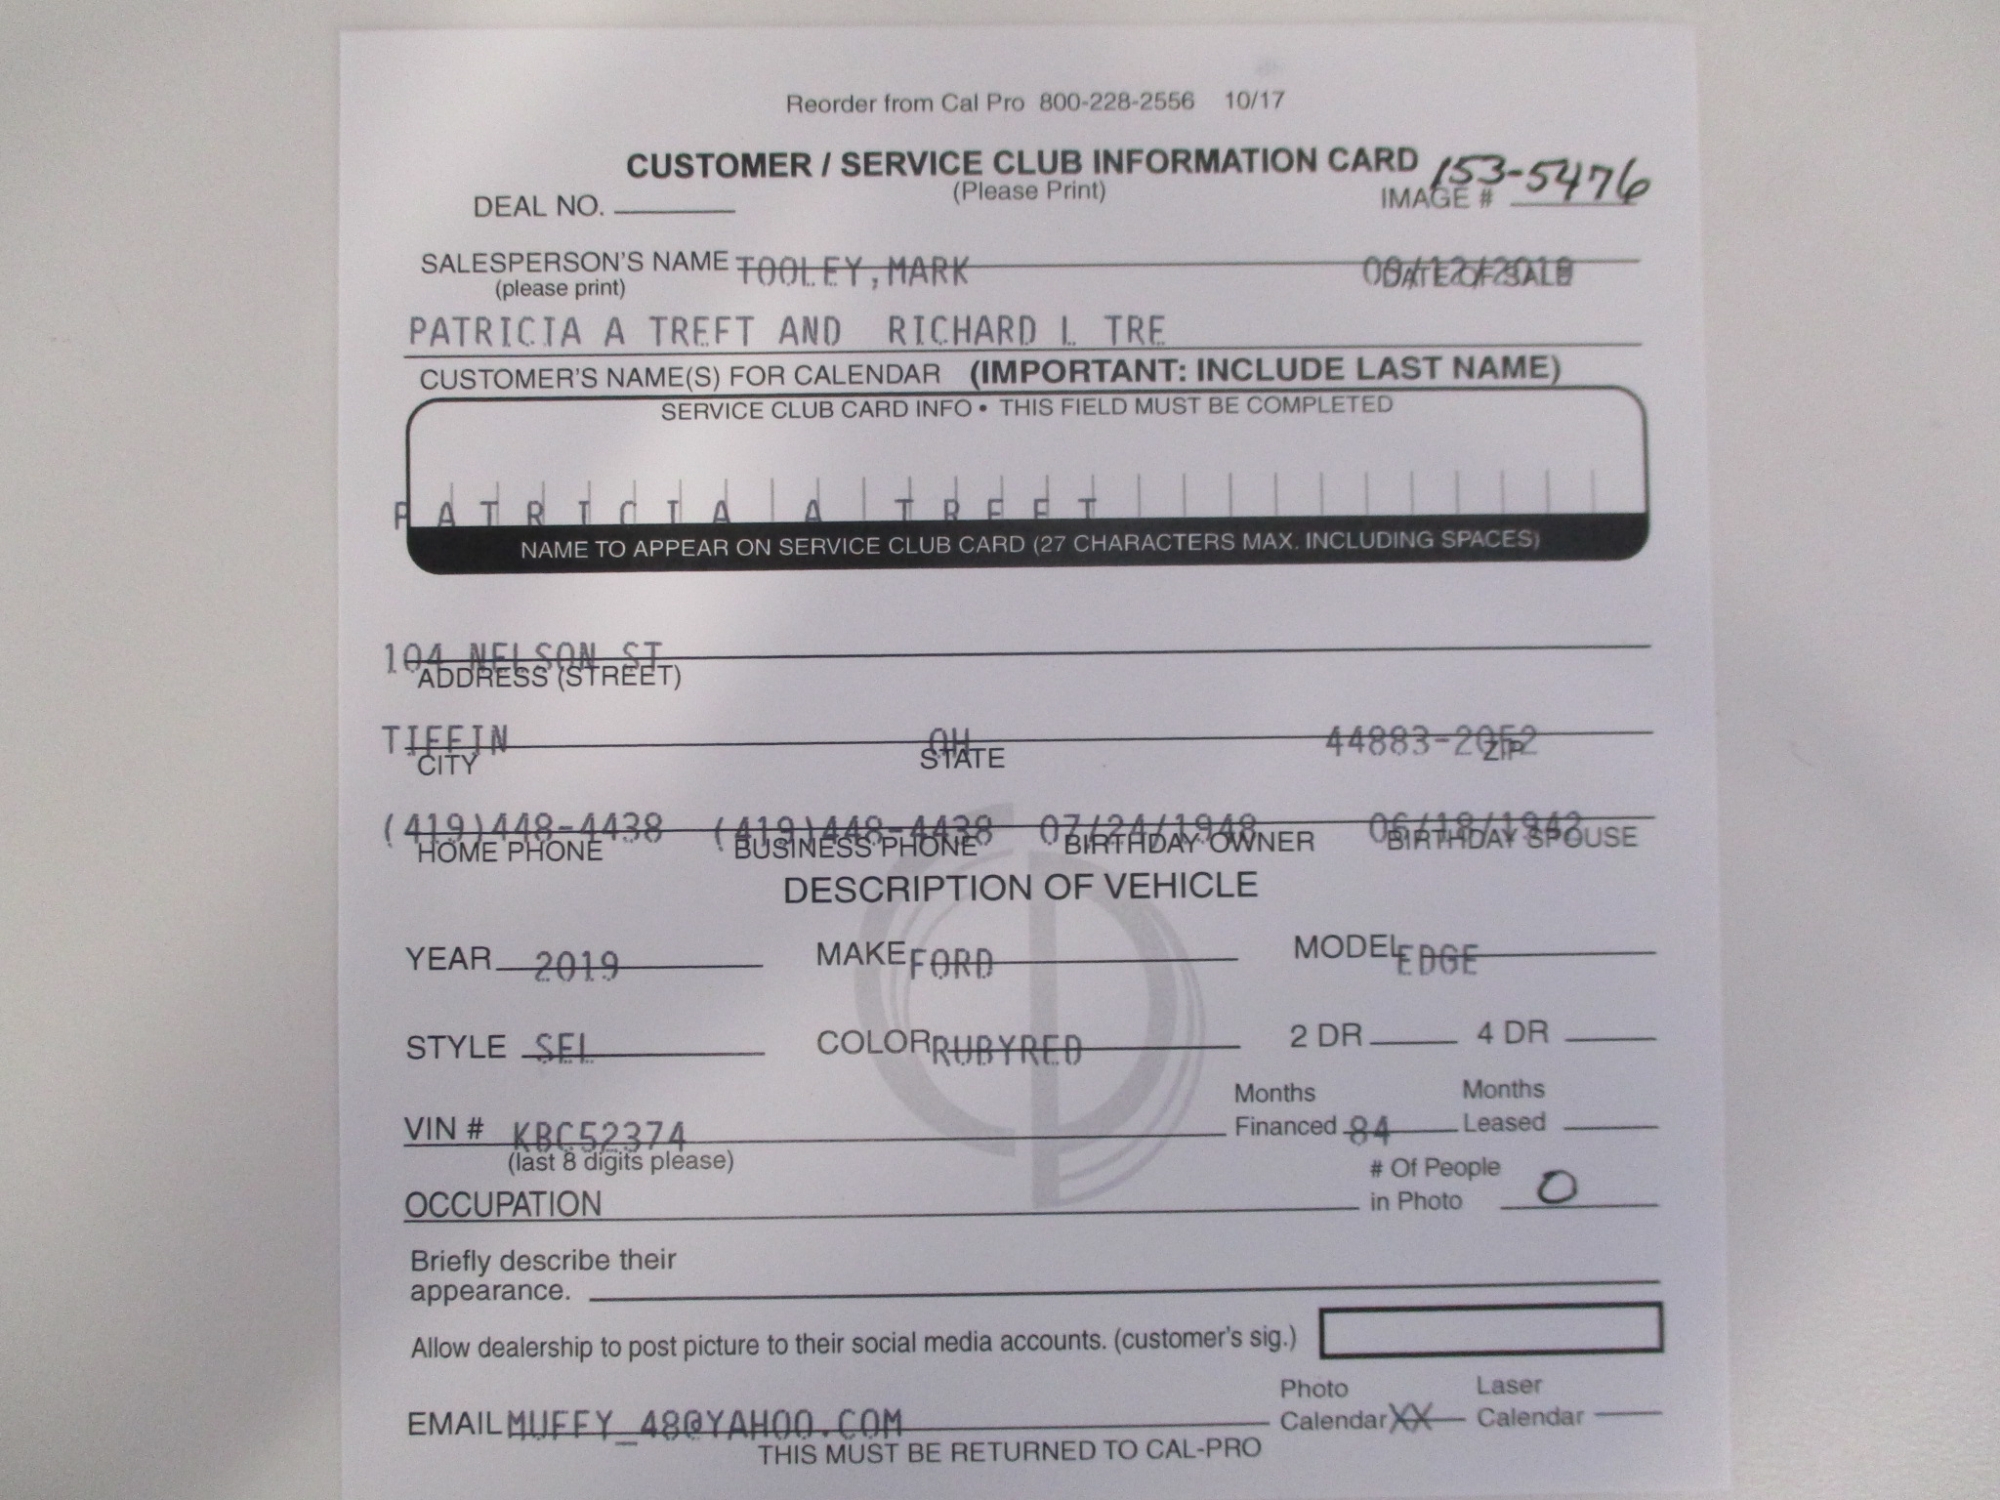 Reorder from Cal Pro 800-228-2556 10/17
CUSTOMER / SERVICE CLUB INFORMATION CARD 153-5476
DEAL NO. (Please Print) IMAGE #
SALESPERSON'S NAME TOOLEY,MARK DATE OF SALE
(please print)
PATRICIA A TREFT AND RICHARD L TRE
CUSTOMER'S NAME(S) FOR CALENDAR (IMPORTANT: INCLUDE LAST NAME)
SERVICE CLUB CARD INFO • THIS FIELD MUST BE COMPLETED
PATRICIA A TREFT
NAME TO APPEAR ON SERVICE CLUB CARD (27 CHARACTERS MAX. INCLUDING SPACES)
104 NELSON ST
ADDRESS (STREET)
TIFFIN OH
CITY STATE ZIP
(419)448-4438 (419)448-4438 07/24/1948 06/18/1942
HOME PHONE BUSINESS PHONE BIRTHDAY OWNER BIRTHDAY SPOUSE
DESCRIPTION OF VEHICLE
YEAR 2019 MAKE FORD MODEL EDGE
STYLE SEL COLOR RUBYRED 2 DR 4 DR
Months Months
VIN # KBC52374 Financed 84 Leased
(last 8 digits please) # Of People
OCCUPATION in Photo 0
Briefly describe their
appearance.
Allow dealership to post picture to their social media accounts. (customer's sig.)
Photo Laser
EMAIL MUFFY_48@YAHOO.COM Calendar XX Calendar
THIS MUST BE RETURNED TO CAL-PRO